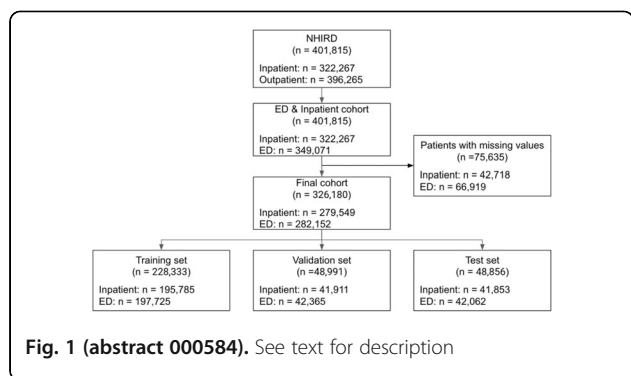 NHIRD
(n = 401,815)
Inpatient: n = 322,267
Outpatient: n = 396,265
ED & Inpatient cohort
(n = 401,815)
Inpatient: n = 322,267
ED: n = 349,071
Patients with missing values
(n =75,635)
Inpatient: n = 42,718
ED: n = 66,919
Final cohort
(n = 326,180)
Inpatient: n = 279,549
ED: n = 282,152
Training set
(n = 228,333)
Inpatient: n = 195,785
ED: n = 197,725
Validation set
(n =48,991)
Inpatient: n = 41,911
ED: n = 42,365
Test set
(n = 48,856)
Inpatient: n = 41,853
ED: n = 42,062
Fig. 1 (abstract 000584). See text for description